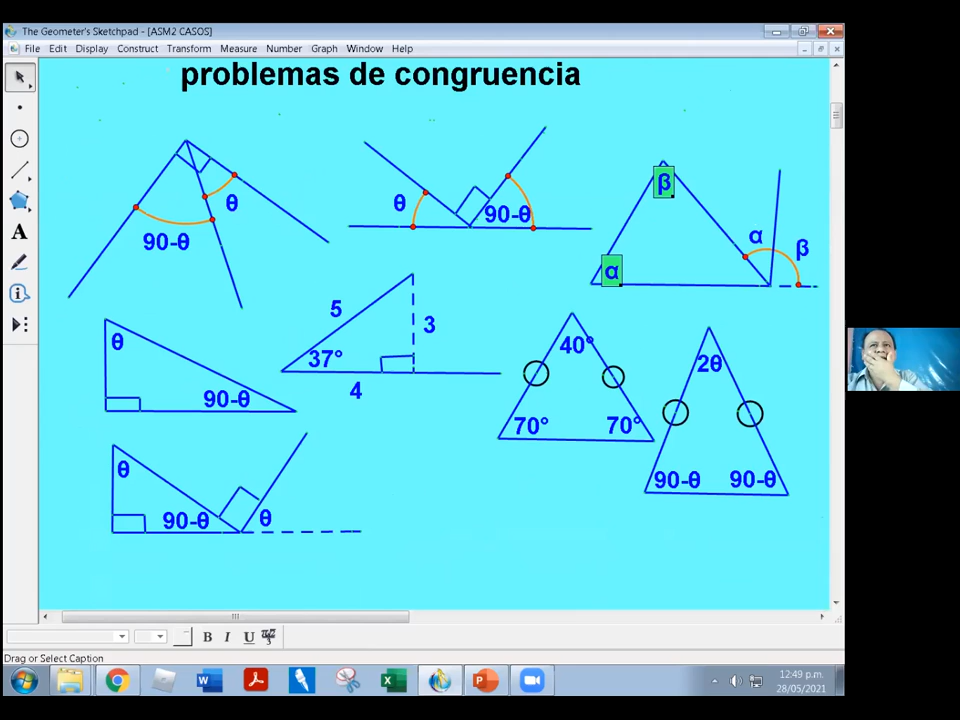 The Geometer's Sketchpad - [ASM2 CASOS]
File Edit Display Construct Transform Measure Number Graph Window Help
problemas de congruencia
θ
90-θ
θ
90-θ
β
α
α
β
θ
90-θ
5
3
37°
4
40°
70°
70°
2θ
90-θ
90-θ
θ
90-θ
θ
A
B I U
Drag or Select Caption
12:49 p.m.
28/05/2021